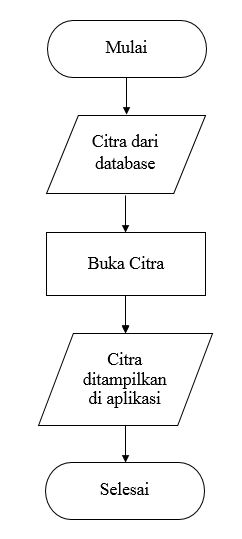 Mulai
Citra dari
database
Buka Citra
Citra
ditampilkan
di aplikasi
Selesai